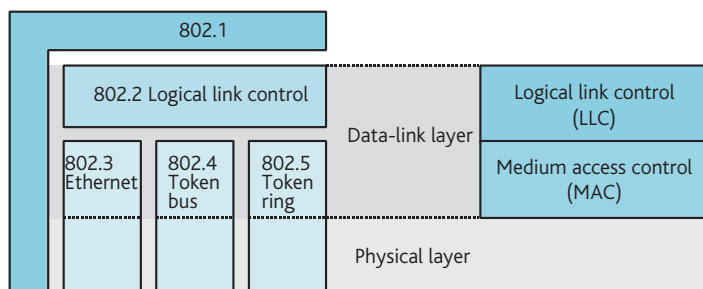 802.1
802.2 Logical link control
802.3
Ethernet
802.4
Token
bus
802.5
Token
ring
Data-link layer
Logical link control
(LLC)
Medium access control
(MAC)
Physical layer